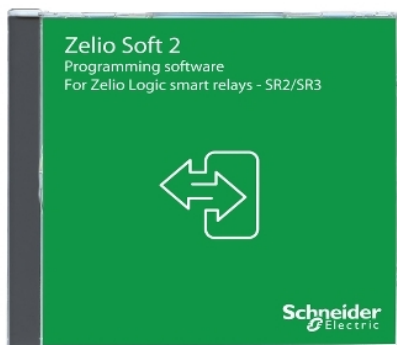 Zelio Soft 2
Programming software
For Zelio Logic smart relays - SR2/SR3
Schneider
Electric